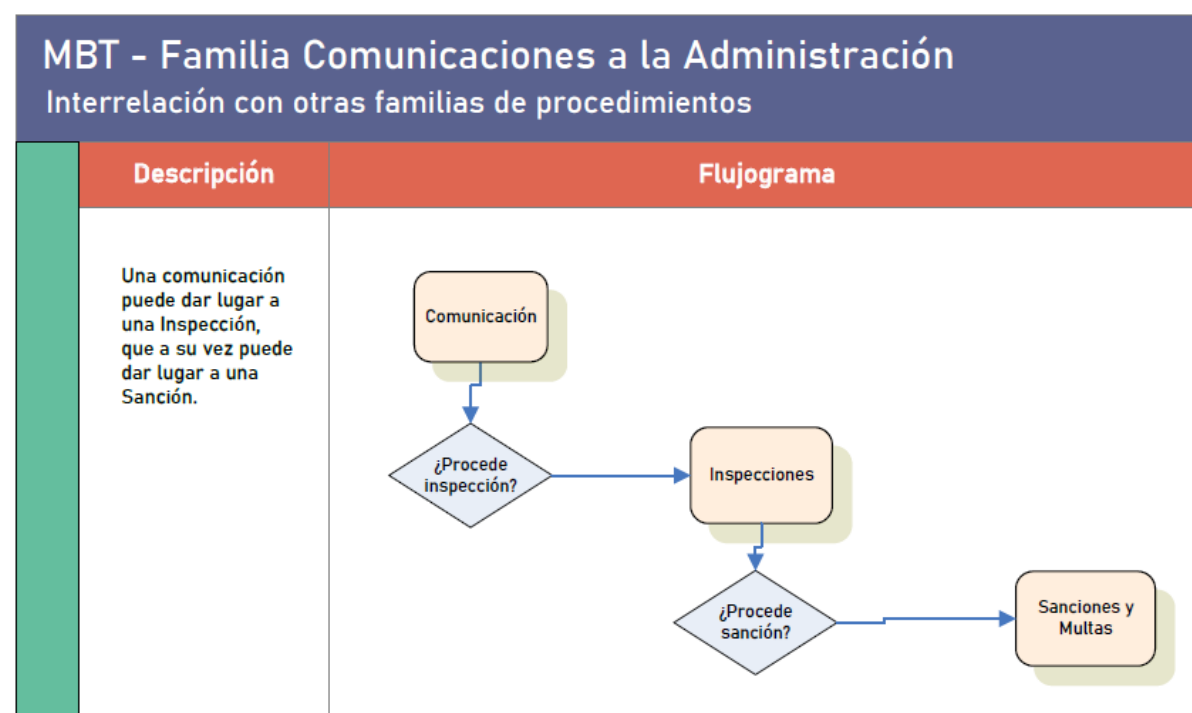 MBT - Familia Comunicaciones a la Administración
Interrelación con otras familias de procedimientos
Descripción
Flujograma
Una comunicación
puede dar lugar a
una Inspección,
que a su vez puede
dar lugar a una
Sanción.
Comunicación
¿Procede
inspección?
Inspecciones
¿Procede
sanción?
Sanciones y
Multas